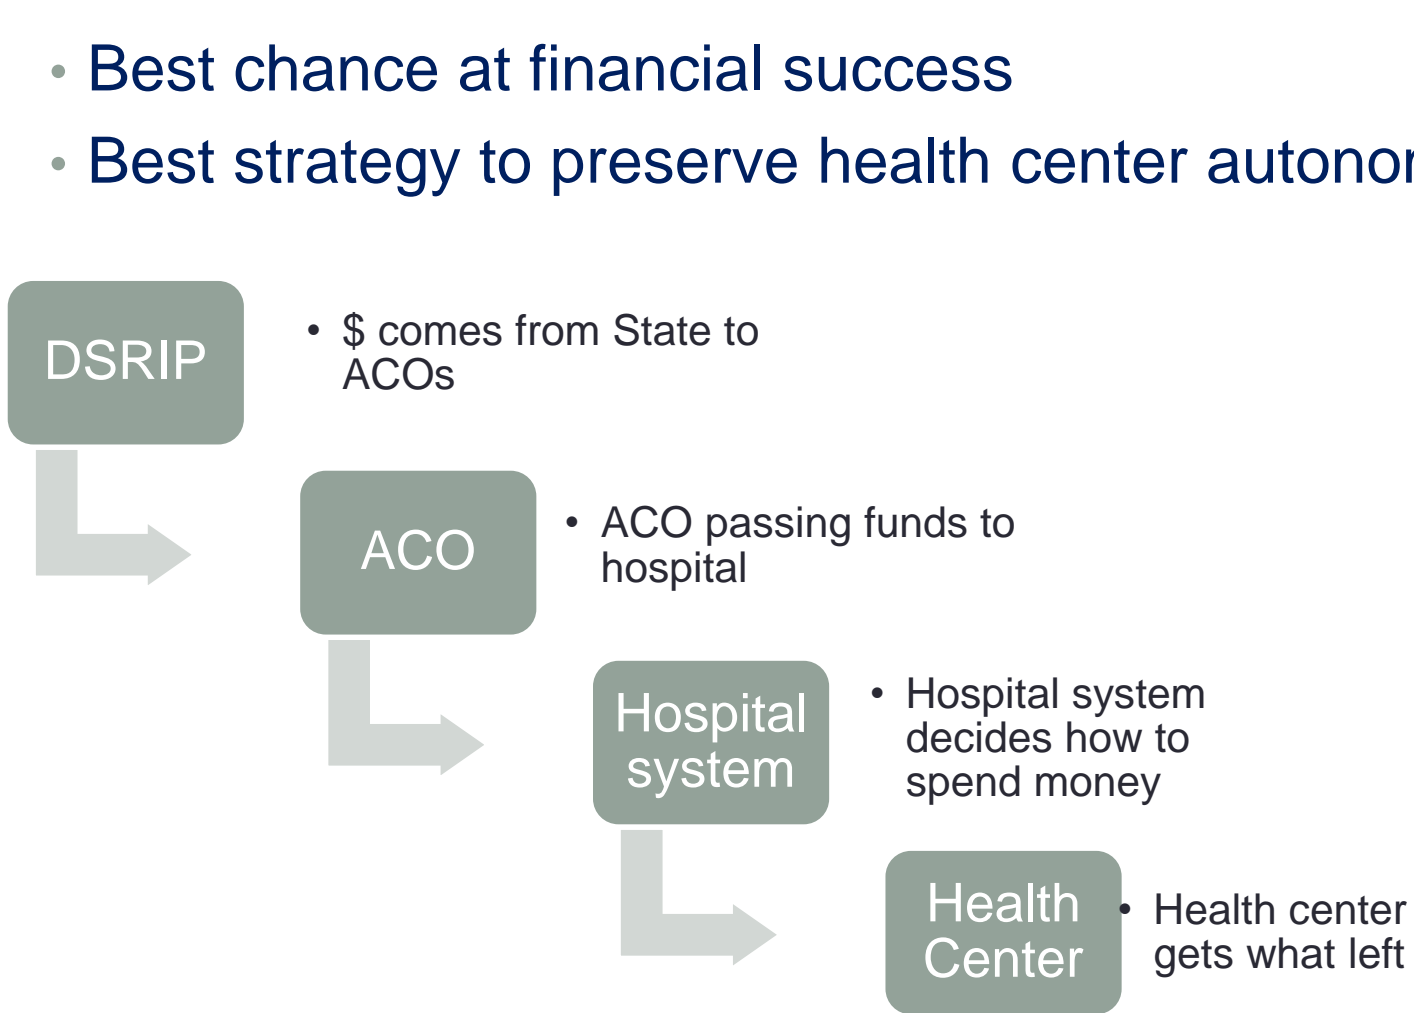 • Best chance at financial success
• Best strategy to preserve health center
DSRIP
• $ comes from State to
ACOs
ACO
• ACO passing funds to
hospital
Hospital
system
• Hospital system
decides how to
spend money
Health
Center
• Health center
gets what left